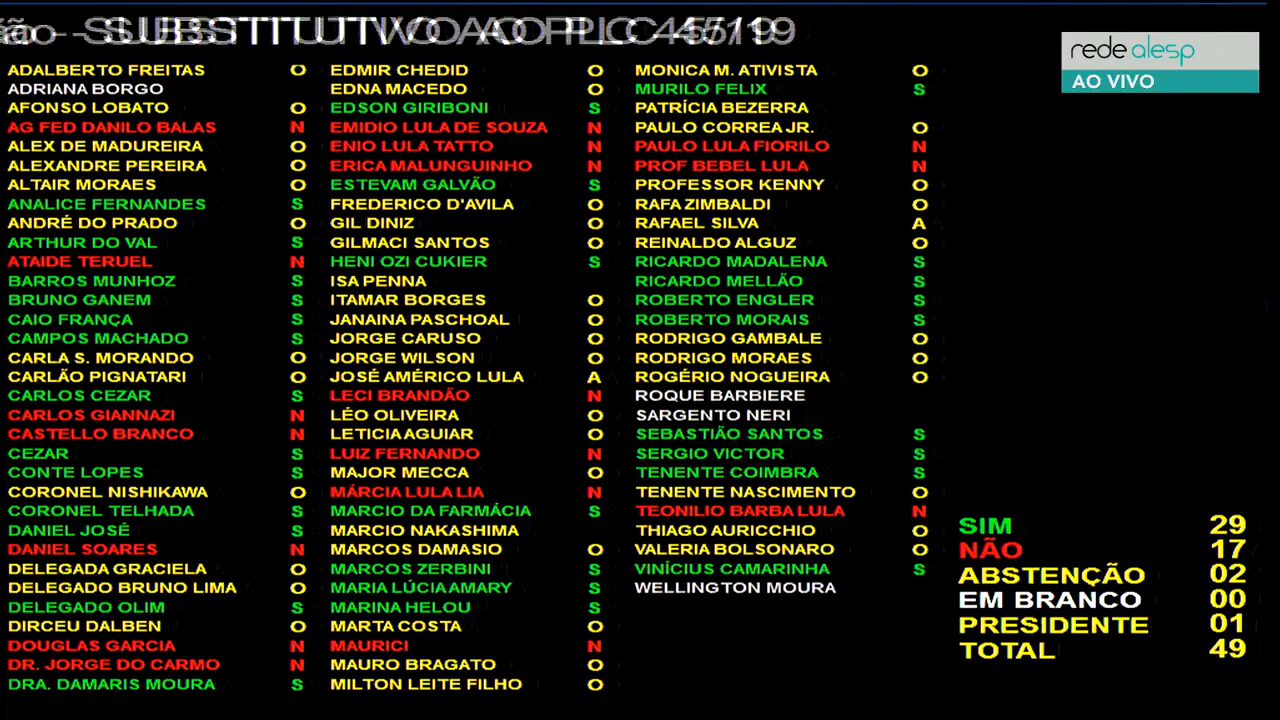 ão - SUBSTITUTIVO AO PLC 45/19
rede alesp
AO VIVO
ADALBERTO FREITAS O
ADRIANA BORGO
AFONSO LOBATO O
AG FED DANILO BALAS N
ALEX DE MADUREIRA O
ALEXANDRE PEREIRA O
ALTAIR MORAES O
ANALICE FERNANDES S
ANDRÉ DO PRADO O
ARTHUR DO VAL S
ATAIDE TERUEL N
BARROS MUNHOZ S
BRUNO GANEM S
CAIO FRANÇA S
CAMPOS MACHADO S
CARLA S. MORANDO O
CARLÃO PIGNATARI O
CARLOS CEZAR S
CARLOS GIANNAZI N
CASTELLO BRANCO N
CEZAR S
CONTE LOPES S
CORONEL NISHIKAWA O
CORONEL TELHADA S
DANIEL JOSÉ S
DANIEL SOARES N
DELEGADA GRACIELA O
DELEGADO BRUNO LIMA O
DELEGADO OLIM S
DIRCEU DALBEN O
DOUGLAS GARCIA N
DR. JORGE DO CARMO N
DRA. DAMARIS MOURA S
EDMIR CHEDID O
EDNA MACEDO O
EDSON GIRIBONI S
EMIDIO LULA DE SOUZA N
ENIO LULA TATTO N
ERICA MALUNGUINHO N
ESTEVAM GALVÃO S
FREDERICO D'AVILA O
GIL DINIZ O
GILMACI SANTOS O
HENI OZI CUKIER S
ISA PENNA
ITAMAR BORGES O
JANAINA PASCHOAL O
JORGE CARUSO O
JORGE WILSON O
JOSÉ AMÉRICO LULA A
LECI BRANDÃO N
LÉO OLIVEIRA O
LETICIA AGUIAR O
LUIZ FERNANDO N
MAJOR MECCA O
MÁRCIA LULA LIA N
MARCIO DA FARMÁCIA S
MARCIO NAKASHIMA
MARCOS DAMASIO O
MARCOS ZERBINI S
MARIA LÚCIA AMARY S
MARINA HELOU S
MARTA COSTA O
MAURICI N
MAURO BRAGATO O
MILTON LEITE FILHO O
MONICA M. ATIVISTA O
MURILO FELIX S
PATRÍCIA BEZERRA
PAULO CORREA JR. O
PAULO LULA FIORILO N
PROF BEBEL LULA N
PROFESSOR KENNY O
RAFA ZIMBALDI O
RAFAEL SILVA A
REINALDO ALGUZ O
RICARDO MADALENA S
RICARDO MELLÃO S
ROBERTO ENGLER S
ROBERTO MORAIS S
RODRIGO GAMBALE O
RODRIGO MORAES O
ROGÉRIO NOGUEIRA O
ROQUE BARBIERE
SARGENTO NERI
SEBASTIÃO SANTOS S
SERGIO VICTOR S
TENENTE COIMBRA S
TENENTE NASCIMENTO O
TEONILIO BARBA LULA N
THIAGO AURICCHIO O
VALERIA BOLSONARO O
VINÍCIUS CAMARINHA S
WELLINGTON MOURA
SIM 29
NÃO 17
ABSTENÇÃO 02
EM BRANCO 00
PRESIDENTE 01
TOTAL 49